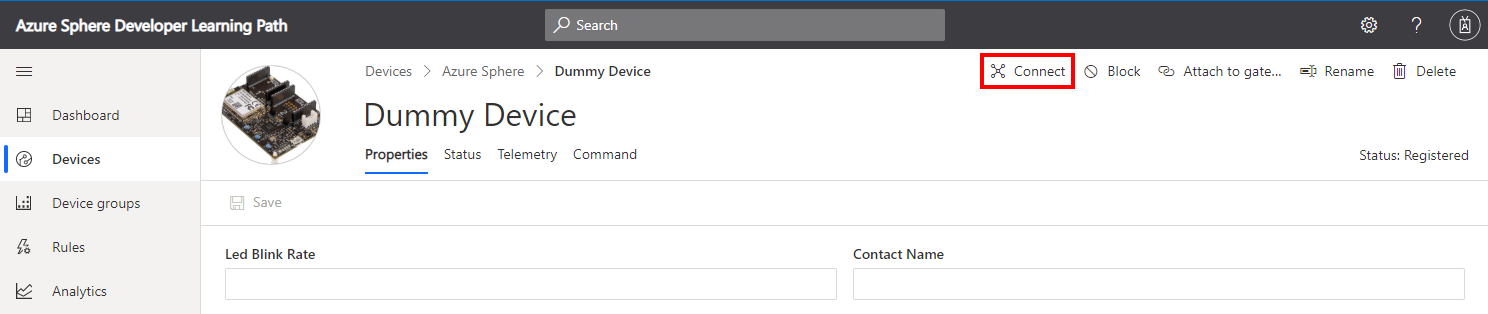 Azure Sphere Developer Learning Path
Search
Devices > Azure Sphere > Dummy Device
Connect Block Attach to gate... Rename Delete
Dashboard
Dummy Device
Devices
Properties Status Telemetry Command
Status: Registered
Device groups
Save
Rules
Led Blink Rate Contact Name
Analytics